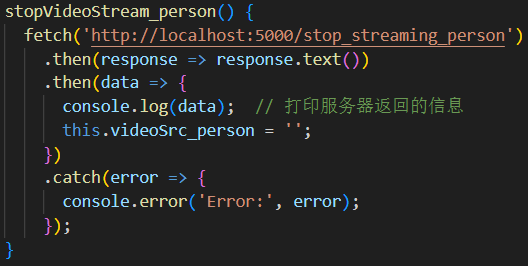 stopVideoStream_person() {
  fetch('http://localhost:5000/stop_streaming_person')
    .then(response => response.text())
    .then(data => {
      console.log(data);  // 打印服务器返回的信息
      this.videoSrc_person = '';
    })
    .catch(error => {
      console.error('Error:', error);
    });
}